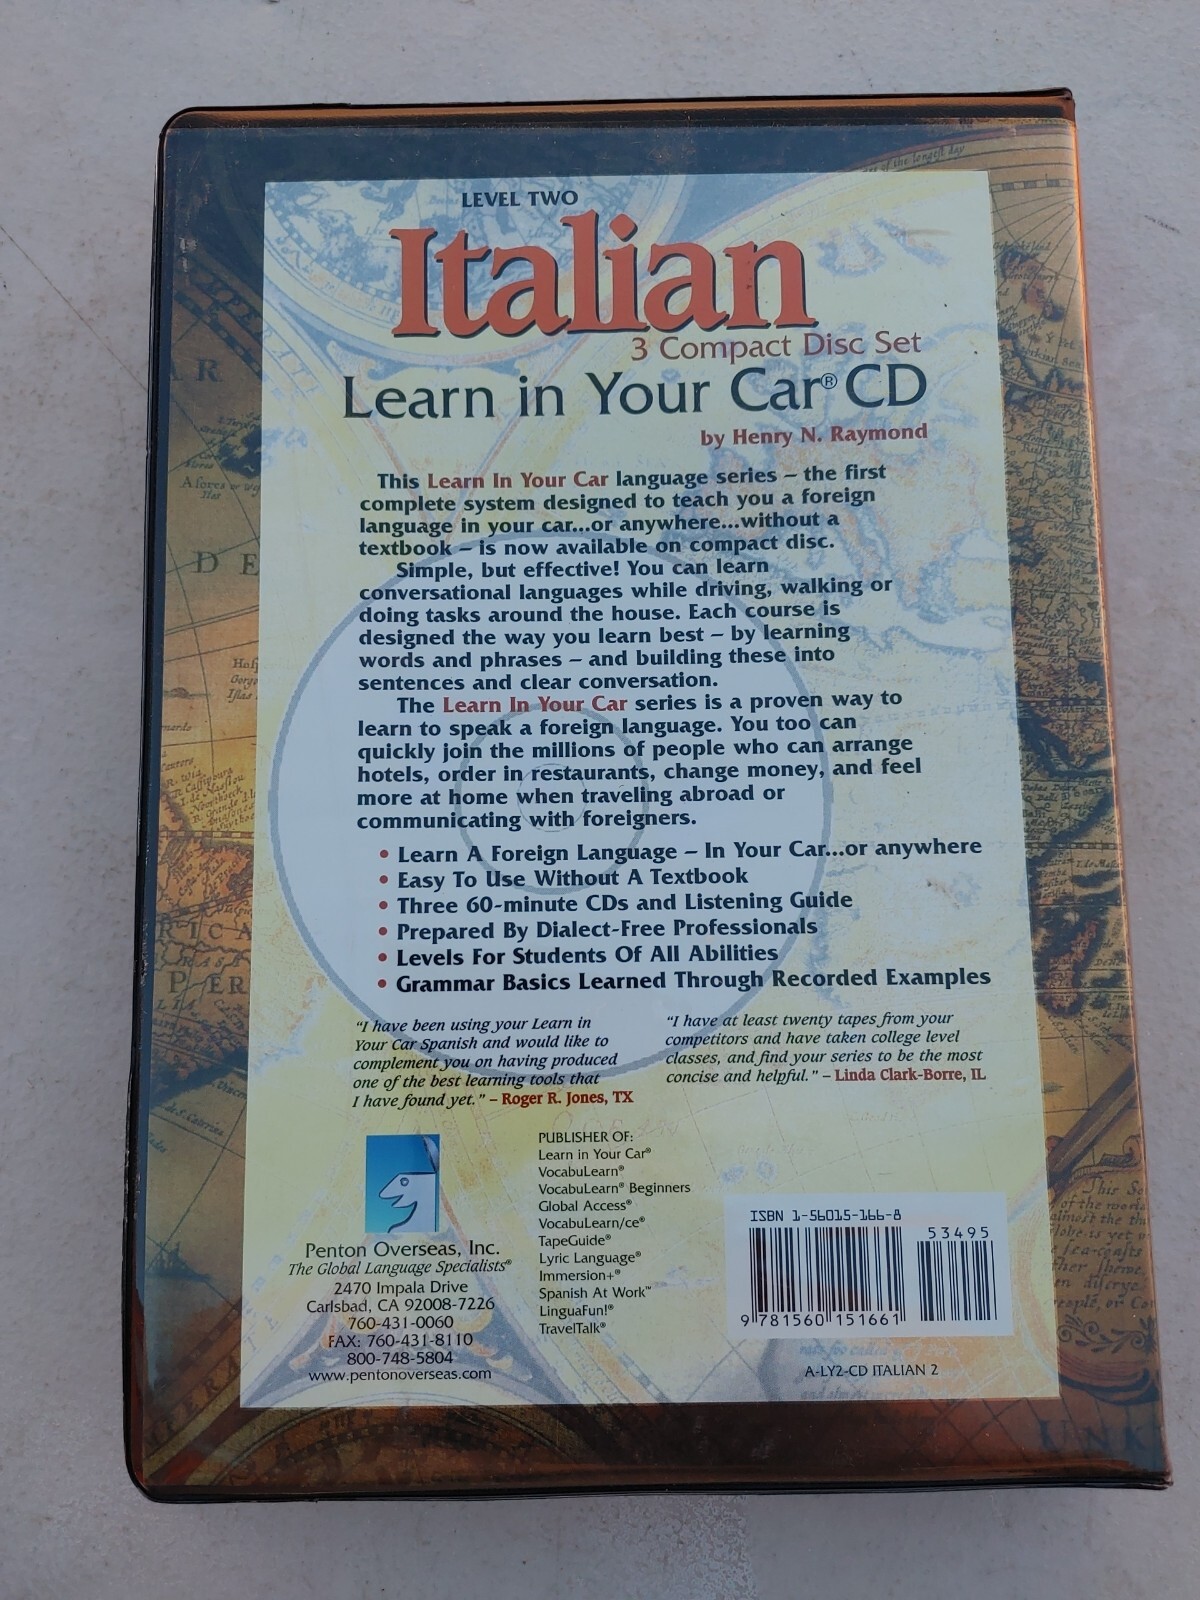 LEVEL TWO
Italian
3 Compact Disc Set
Learn in Your Car® CD
by Henry N. Raymond
This Learn In Your Car language series – the first
complete system designed to teach you a foreign
language in your car...or anywhere...without a
textbook – is now available on compact disc.
Simple, but effective! You can learn
conversational languages while driving, walking or
doing tasks around the house. Each course is
designed the way you learn best – by learning
words and phrases – and building these into
sentences and clear conversation.
The Learn In Your Car series is a proven way to
learn to speak a foreign language. You too can
quickly join the millions of people who can arrange
hotels, order in restaurants, change money, and feel
more at home when traveling abroad or
communicating with foreigners.
• Learn A Foreign Language – In Your Car...or anywhere
• Easy To Use Without A Textbook
• Three 60-minute CDs and Listening Guide
• Prepared By Dialect-Free Professionals
• Levels For Students Of All Abilities
• Grammar Basics Learned Through Recorded Examples
"I have been using your Learn in
Your Car Spanish and would like to
complement you on having produced
one of the best learning tools that
I have found yet." – Roger R. Jones, TX
"I have at least twenty tapes from your
competitors and have taken college level
classes, and find your series to be the most
concise and helpful." – Linda Clark-Borre, IL
Penton Overseas, Inc.
The Global Language Specialists®
2470 Impala Drive
Carlsbad, CA 92008-7226
760-431-0060
FAX: 760-431-8110
800-748-5804
www.pentonoverseas.com
PUBLISHER OF:
Learn in Your Car®
VocabuLearn®
VocabuLearn® Beginners
Global Access®
VocabuLearn/ce®
TapeGuide®
Lyric Language®
Immersion+®
Spanish At Work™
LinguaFun!®
TravelTalk®
ISBN 1-56015-166-8
53495
9 781560 151661
A-LY2-CD ITALIAN 2
of the longest day
A R
D E
RICA
PER
UNK